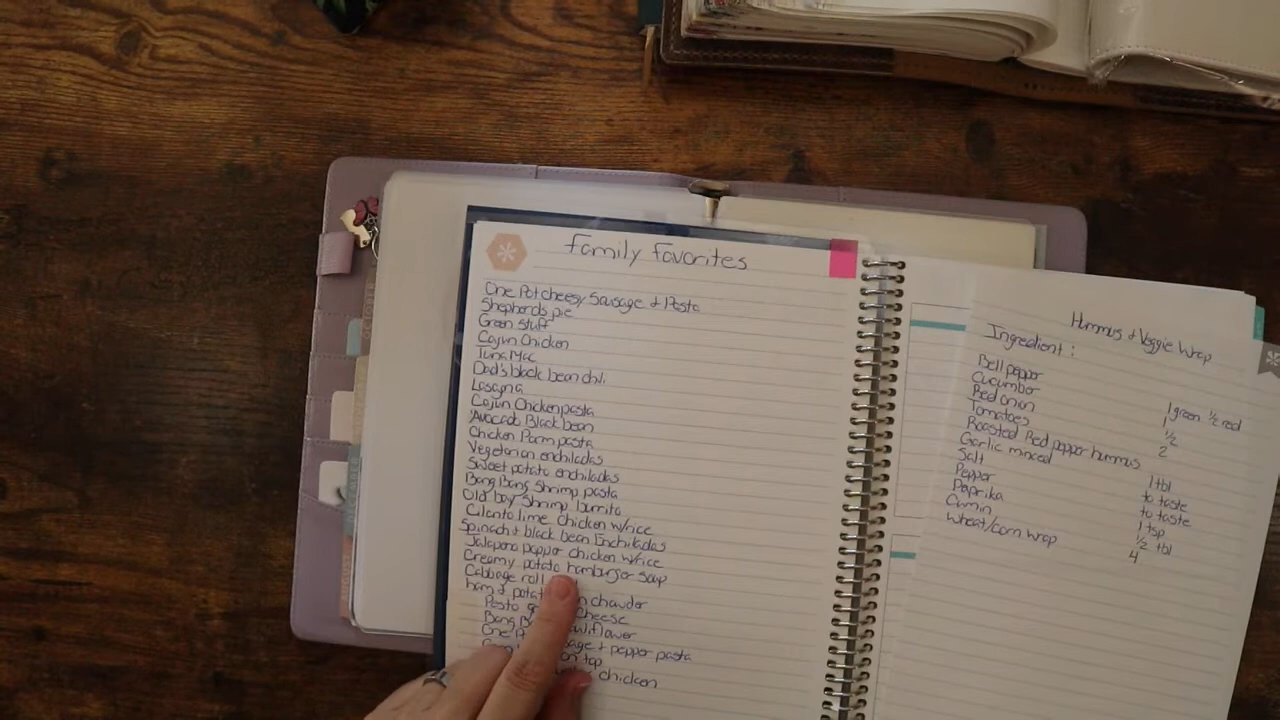 Family Favorites
One Pot cheesy Sausage & Pasta
Shepherds pie
Green Stuff
Cajun Chicken
Tuna Mac
Dad's black bean chili
Lasagna
Cajun Chicken pasta
Avocado Black bean
Chicken Parm pasta
Vegetarian enchiladas
Sweet potato enchiladas
Bang Bang Shrimp pasta
Old bay Shrimp burrito
Cilanto lime chicken w/rice
Spinach & black bean Enchiladas
Jalapano pepper chicken w/rice
Creamy potato hamburger soup
Cabbage roll
ham & chowder
Pesto Cheese
Bang
One & pepper pasta
top
chicken
Hummus & Veggie Wrap
Ingredient :
Bell pepper 1 green ½ red
Cucumber 1
Red onion ½
Tomatoes 2
Roasted Red pepper hummus
Garlic minced 1 tbl
Salt to taste
Pepper to taste
Paprika 1 tsp
Cumin ½ tbl
Wheat/corn wrap 4